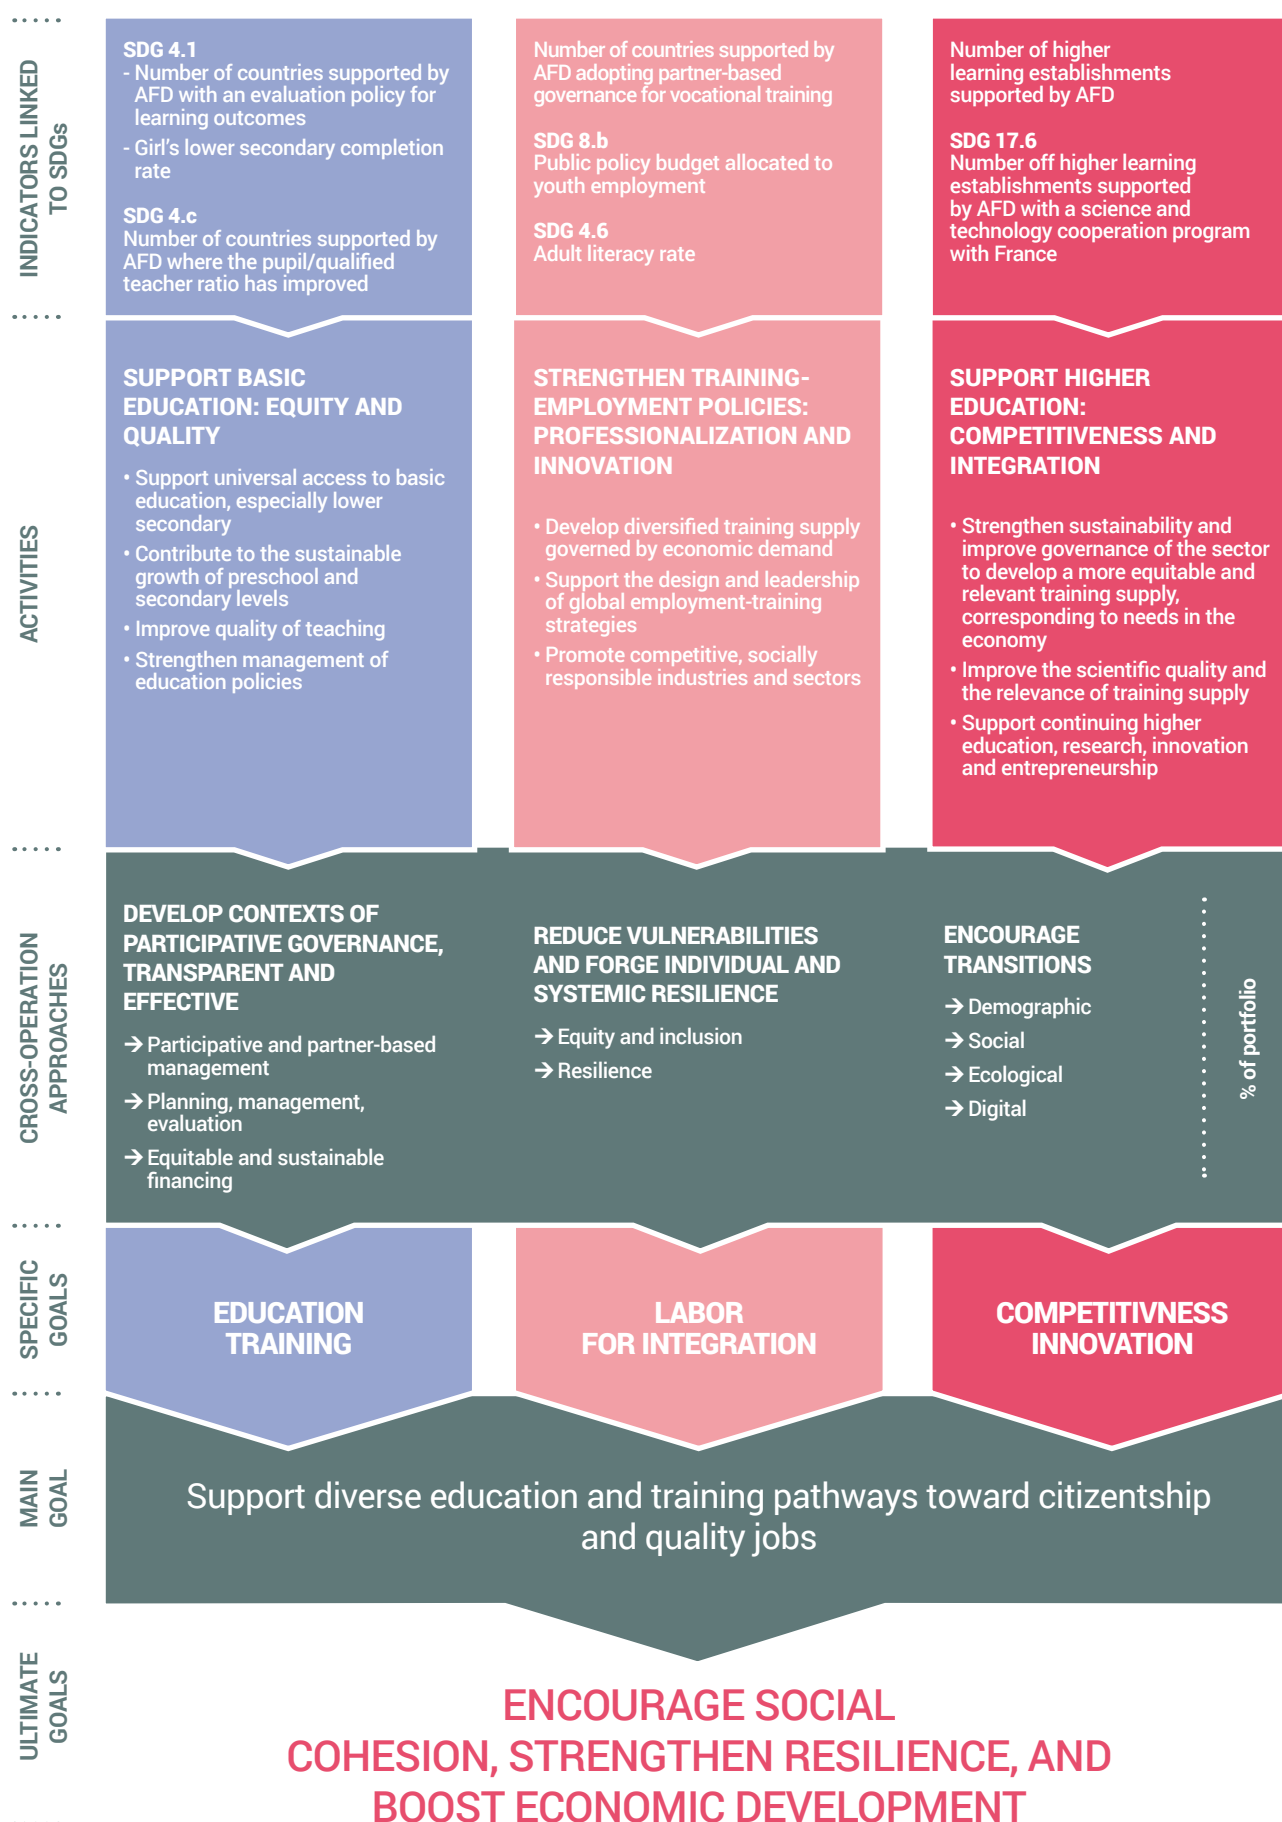 INDICATORS LINKED
TO SDGs
SDG 4.1
- Number of countries supported by
AFD with an evaluation policy for
learning outcomes
- Girl's lower secondary completion
rate
SDG 4.c
Number of countries supported by
AFD where the pupil/qualified
teacher ratio has improved
Number of countries supported by
AFD adopting partner-based
governance for vocational training
SDG 8.b
Public policy budget allocated to
youth employment
SDG 4.6
Adult literacy rate
Number of higher
learning establishments
supported by AFD
SDG 17.6
Number off higher learning
establishments supported
by AFD with a science and
technology cooperation program
with France
ACTIVITIES
SUPPORT BASIC
EDUCATION: EQUITY AND
QUALITY
• Support universal access to basic
education, especially lower
secondary
• Contribute to the sustainable
growth of preschool and
secondary levels
• Improve quality of teaching
• Strengthen management of
education policies
STRENGTHEN TRAINING-
EMPLOYMENT POLICIES:
PROFESSIONALIZATION AND
INNOVATION
• Develop diversified training supply
governed by economic demand
• Support the design and leadership
of global employment-training
strategies
• Promote competitive, socially
responsible industries and sectors
SUPPORT HIGHER
EDUCATION:
COMPETITIVENESS AND
INTEGRATION
• Strengthen sustainability and
improve governance of the sector
to develop a more equitable and
relevant training supply,
corresponding to needs in the
economy
• Improve the scientific quality and
the relevance of training supply
• Support continuing higher
education, research, innovation
and entrepreneurship
CROSS-OPERATION
APPROACHES
DEVELOP CONTEXTS OF
PARTICIPATIVE GOVERNANCE,
TRANSPARENT AND
EFFECTIVE
→ Participative and partner-based
management
→ Planning, management,
evaluation
→ Equitable and sustainable
financing
REDUCE VULNERABILITIES
AND FORGE INDIVIDUAL AND
SYSTEMIC RESILIENCE
→ Equity and inclusion
→ Resilience
ENCOURAGE
TRANSITIONS
→ Demographic
→ Social
→ Ecological
→ Digital
% of portfolio
SPECIFIC
GOALS
EDUCATION
TRAINING
LABOR
FOR INTEGRATION
COMPETITIVNESS
INNOVATION
MAIN
GOAL
Support diverse education and training pathways toward citizentship
and quality jobs
ULTIMATE
GOALS
ENCOURAGE SOCIAL
COHESION, STRENGTHEN RESILIENCE, AND
BOOST ECONOMIC DEVELOPMENT